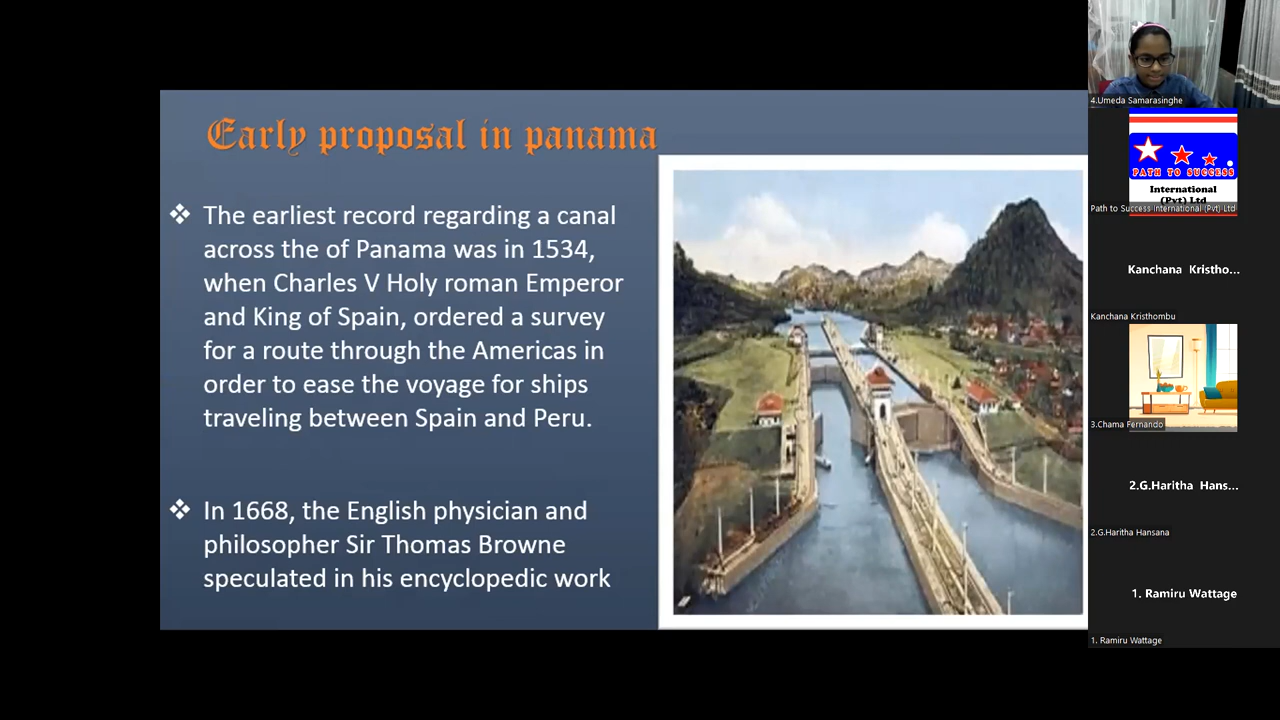 Early proposal in panama
❖ The earliest record regarding a canal
across the of Panama was in 1534,
when Charles V Holy roman Emperor
and King of Spain, ordered a survey
for a route through the Americas in
order to ease the voyage for ships
traveling between Spain and Peru.
❖ In 1668, the English physician and
philosopher Sir Thomas Browne
speculated in his encyclopedic work
4.Umeda Samarasinghe
PATH TO SUCCESS
International
(Pvt) Ltd
Path to Success International (Pvt) Ltd
Kanchana Kristho...
Kanchana Kristhombu
3.Chama Fernando
2.G.Haritha Hans...
2.G.Haritha Hansana
1. Ramiru Wattage
1. Ramiru Wattage